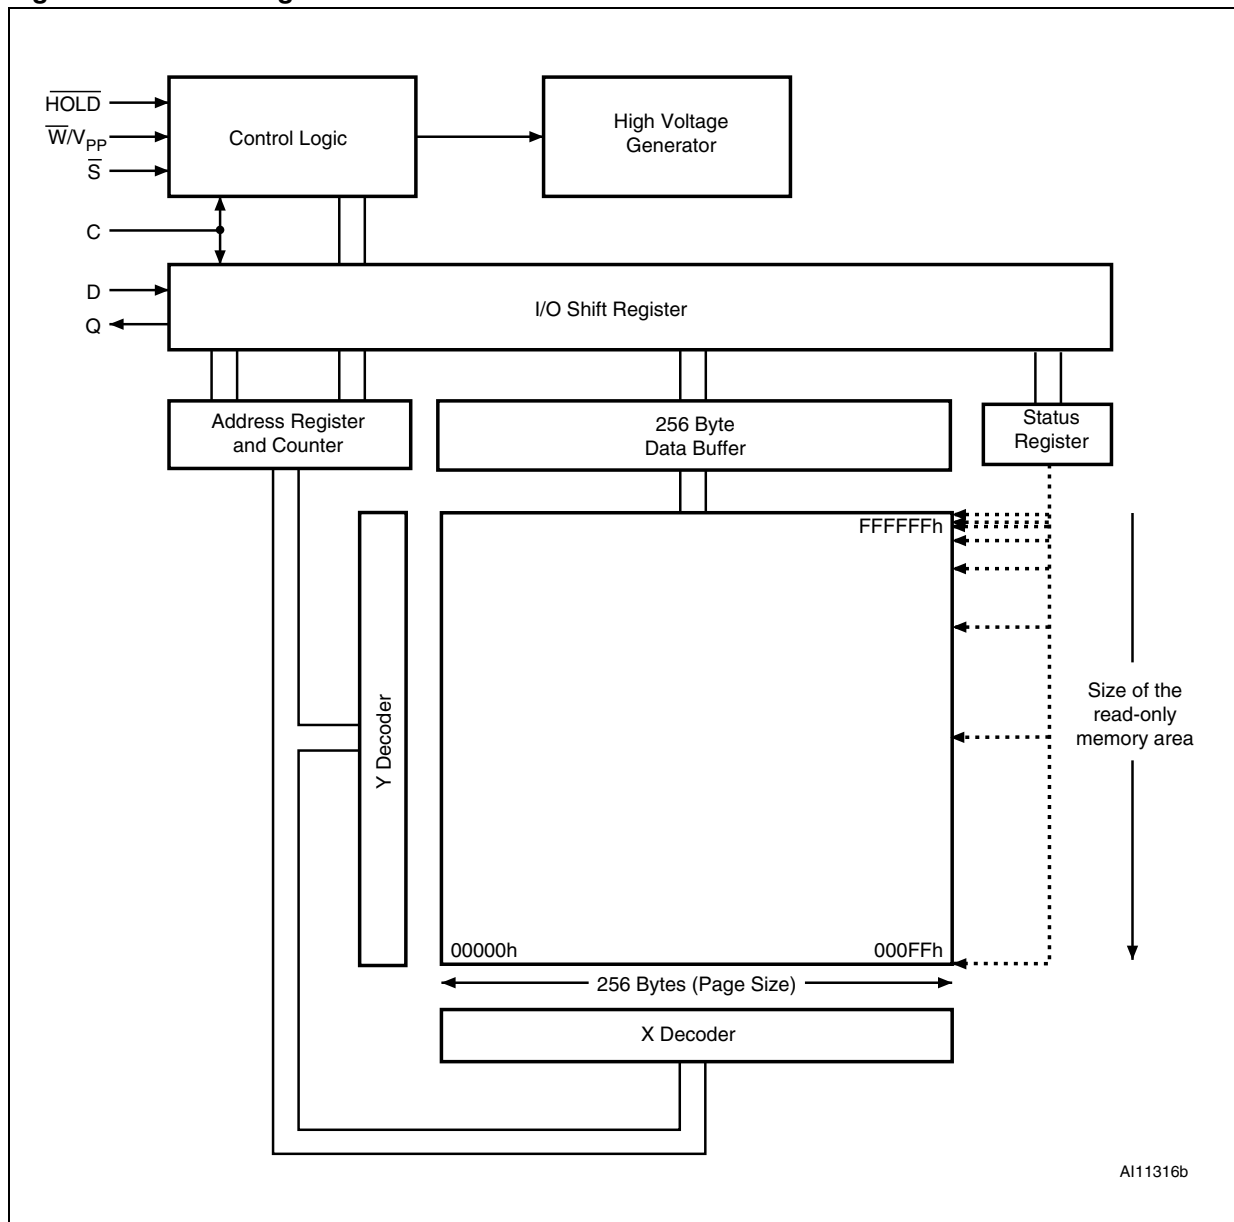 HOLD
W/VPP
S
Control Logic
High Voltage
Generator
C
D
Q
I/O Shift Register
Address Register
and Counter
256 Byte
Data Buffer
Status
Register
FFFFFFh
Y Decoder
Size of the
read-only
memory area
00000h
000FFh
256 Bytes (Page Size)
X Decoder
AI11316b